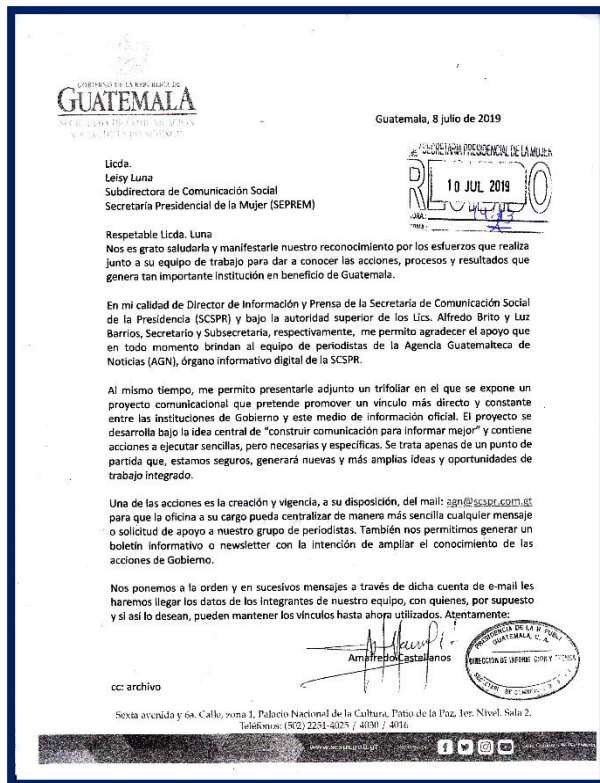 GOBIERNO DE LA REPÚBLICA DE
GUATEMALA
Guatemala, 8 julio de 2019
Licda.
Leisy Luna
Subdirectora de Comunicación Social
Secretaría Presidencial de la Mujer (SEPREM)
SECRETARÍA PRESIDENCIAL DE LA MUJER
10 JUL 2019
Respetable Licda. Luna
Nos es grato saludarla y manifestarle nuestro reconocimiento por los esfuerzos que realiza
junto a su equipo de trabajo para dar a conocer las acciones, procesos y resultados que
genera tan importante institución en beneficio de Guatemala.
En mi calidad de Director de Información y Prensa de la Secretaria de Comunicación Social
de la Presidencia (SCSPR) y bajo la autoridad superior de los Lics. Alfredo Brito y Luz
Barrios, Secretario y Subsecretaria, respectivamente, me permito agradecer el apoyo que
en todo momento brindan al equipo de periodistas de la Agencia Guatemalteca de
Noticias (AGN), órgano informativo digital de la SCSPR.
Al mismo tiempo, me permito presentarle adjunto un trifoliar en el que se expone un
proyecto comunicacional que pretende promover un vínculo más directo y constante
entre las instituciones de Gobierno y este medio de información oficial. El proyecto se
desarrolla bajo la idea central de “construir comunicación para informar mejor” y contiene
acciones a ejecutar sencillas, pero necesarias y específicas. Se trata apenas de un punto de
partida que, estamos seguros, generará nuevas y más amplias ideas y oportunidades de
trabajo integrado.
Una de las acciones es la creación y vigencia, a su disposición, del mail: agn@scspr.com.gt
para que la oficina a su cargo pueda centralizar de manera más sencilla cualquier mensaje
o solicitud de apoyo a nuestro grupo de periodistas. También nos permitimos generar un
boletín informativo o newsletter con la intención de ampliar el conocimiento de las
acciones de Gobierno.
Nos ponemos a la orden y en sucesivos mensajes a través de dicha cuenta de e-mail les
haremos llegar los datos de los integrantes de nuestro equipo, con quienes, por supuesto
y si así lo desean, pueden mantener los vínculos hasta ahora utilizados. Atentamente:
Amafredo Castellanos
GUATEMALA, C. A.
cc: archivo
Sexta avenida y 6a. Calle, zona 1, Palacio Nacional de la Cultura, Patio de la Paz, 1er. Nivel. Sala 2.
Teléfonos: (502) 2251-4025 / 4030 / 4016